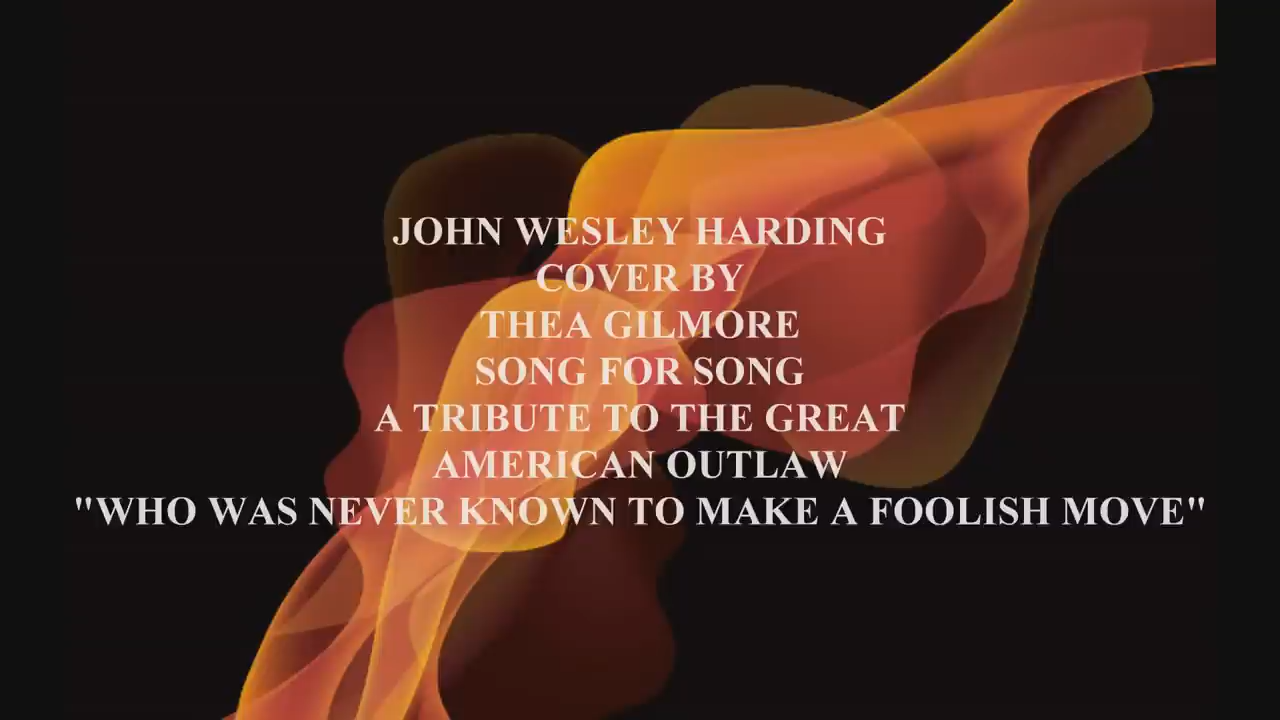 JOHN WESLEY HARDING
COVER BY
THEA GILMORE
SONG FOR SONG
A TRIBUTE TO THE GREAT
AMERICAN OUTLAW
"WHO WAS NEVER KNOWN TO MAKE A FOOLISH MOVE"